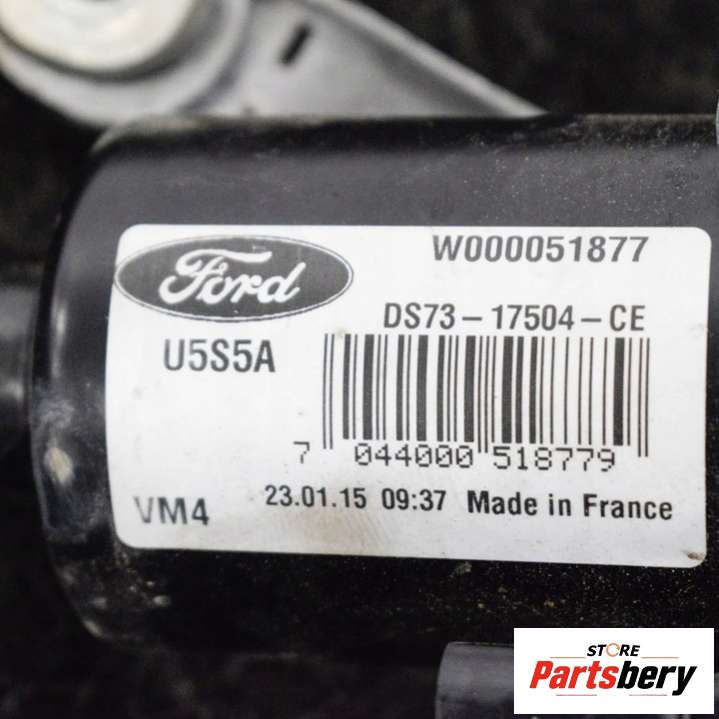 Ford
W000051877
DS73-17504-CE
U5S5A
7 044000 518779
VM4
23.01.15 09:37 Made in France
STORE
Partsbery